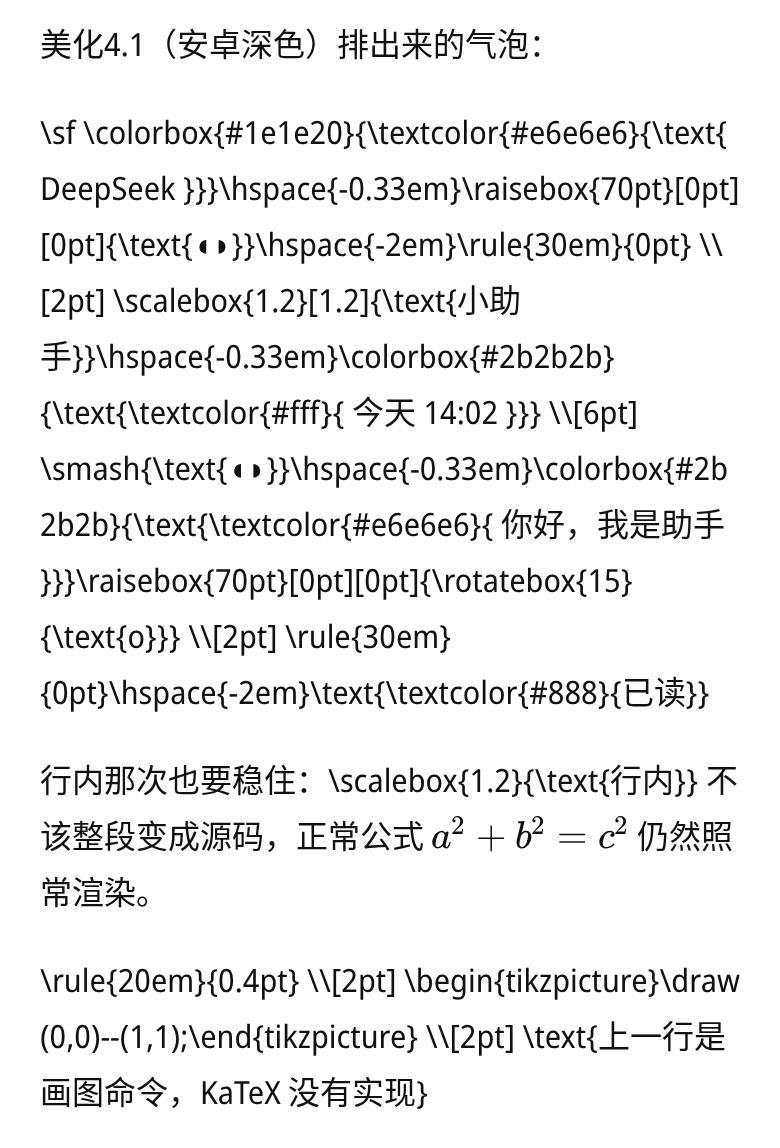 美化4.1（安卓深色）排出来的气泡：
\sf \colorbox{#1e1e20}{\textcolor{#e6e6e6}{\text{
DeepSeek }}}\hspace{-0.33em}\raisebox{70pt}[0pt]
[0pt]{\text{◖◗}}\hspace{-2em}\rule{30em}{0pt} \\
[2pt] \scalebox{1.2}[1.2]{\text{小助
手}}\hspace{-0.33em}\colorbox{#2b2b2b}
{\text{\textcolor{#fff}{ 今天 14:02 }}} \\[6pt]
\smash{\text{◖◗}}\hspace{-0.33em}\colorbox{#2b
2b2b}{\text{\textcolor{#e6e6e6}{ 你好，我是助手
}}}\raisebox{70pt}[0pt][0pt]{\rotatebox{15}
{\text{o}}} \\[2pt] \rule{30em}
{0pt}\hspace{-2em}\text{\textcolor{#888}{已读}}
行内那次也要稳住：\scalebox{1.2}{\text{行内}} 不
该整段变成源码，正常公式 a² + b² = c² 仍然照
常渲染。
\rule{20em}{0.4pt} \\[2pt] \begin{tikzpicture}\draw
(0,0)--(1,1);\end{tikzpicture} \\[2pt] \text{上一行是
画图命令，KaTeX 没有实现}